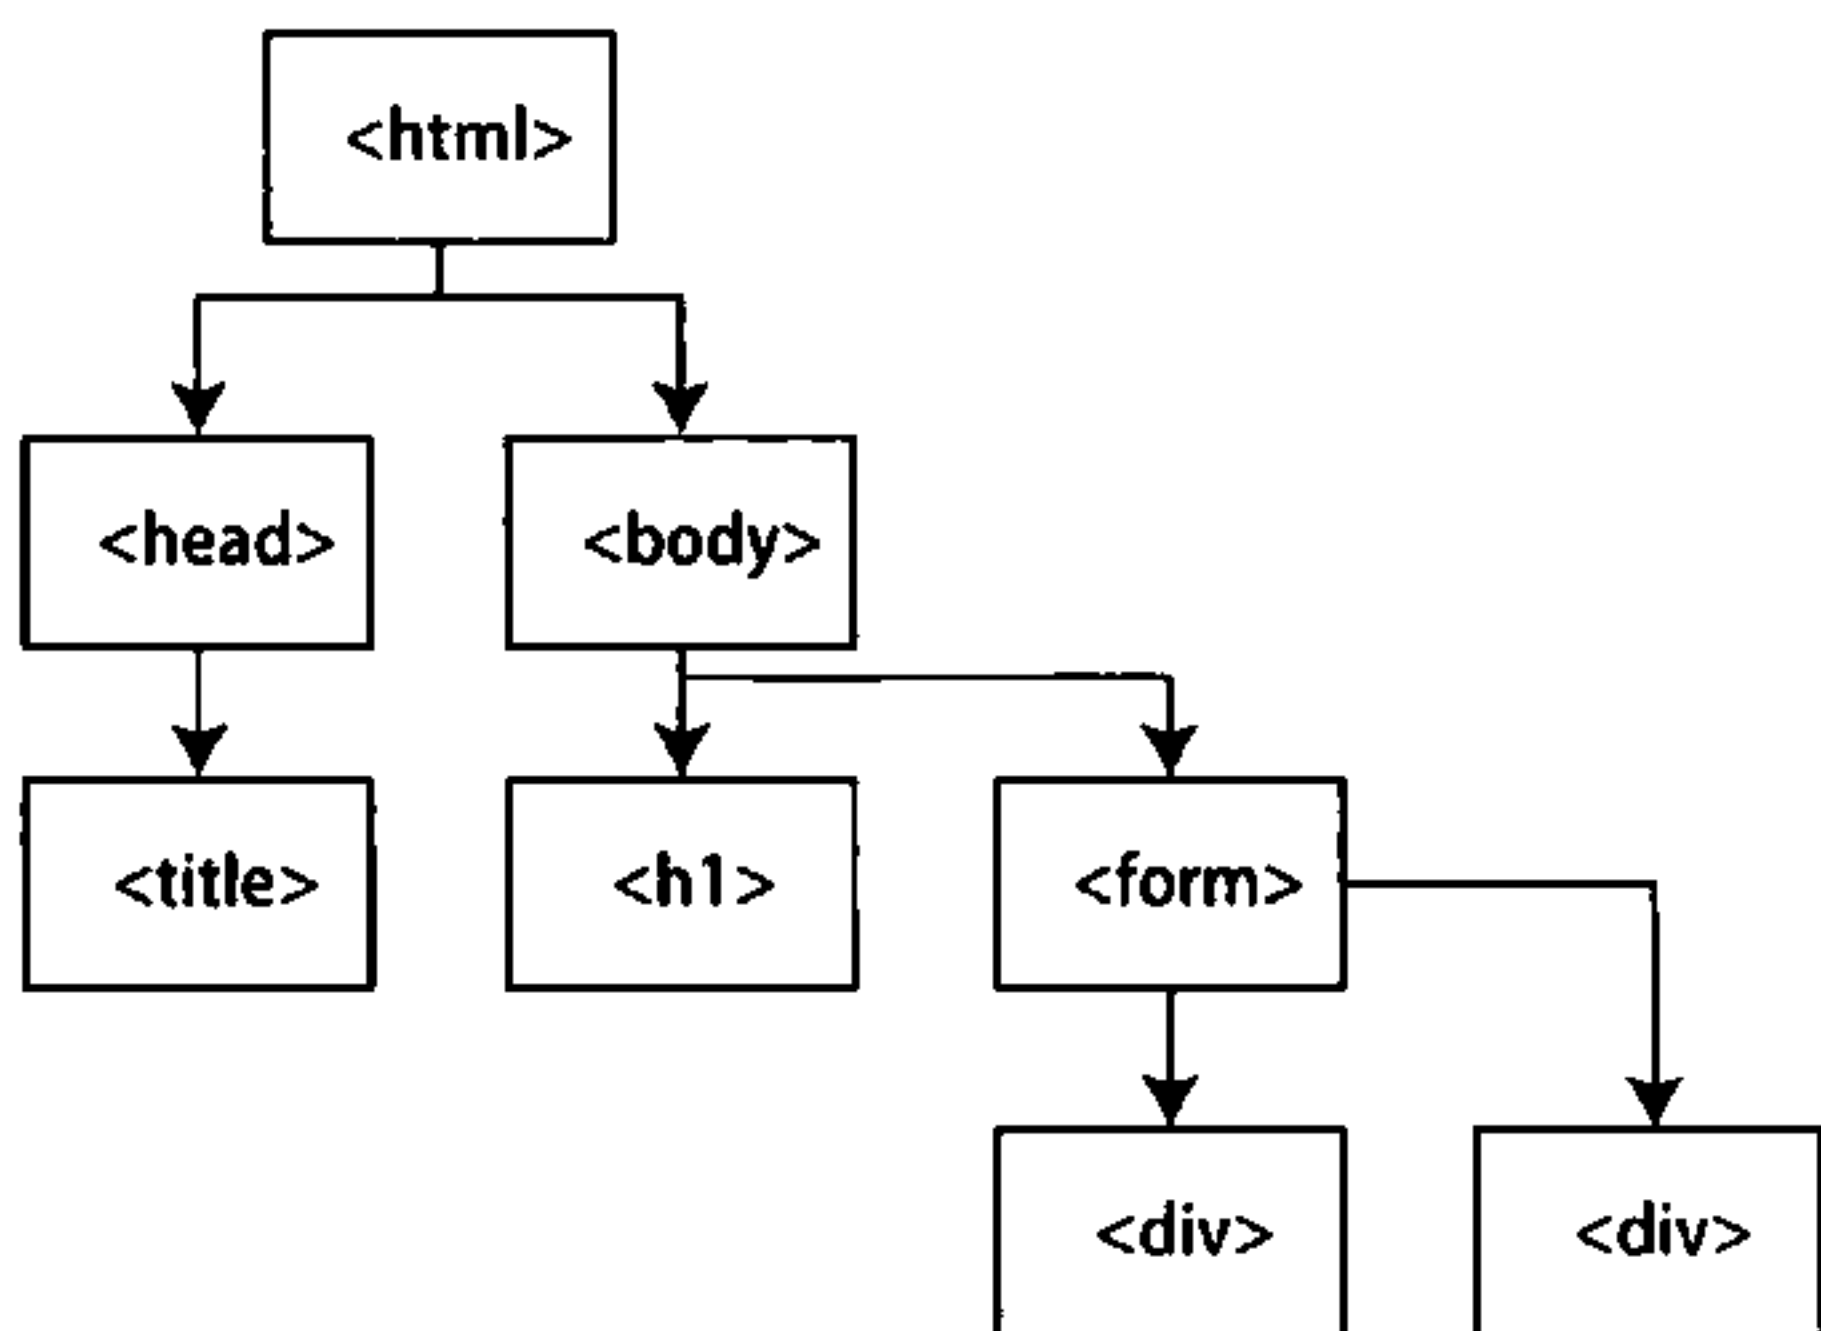 <html>
<head> <body>
<title> <h1> <form>
<div> <div>